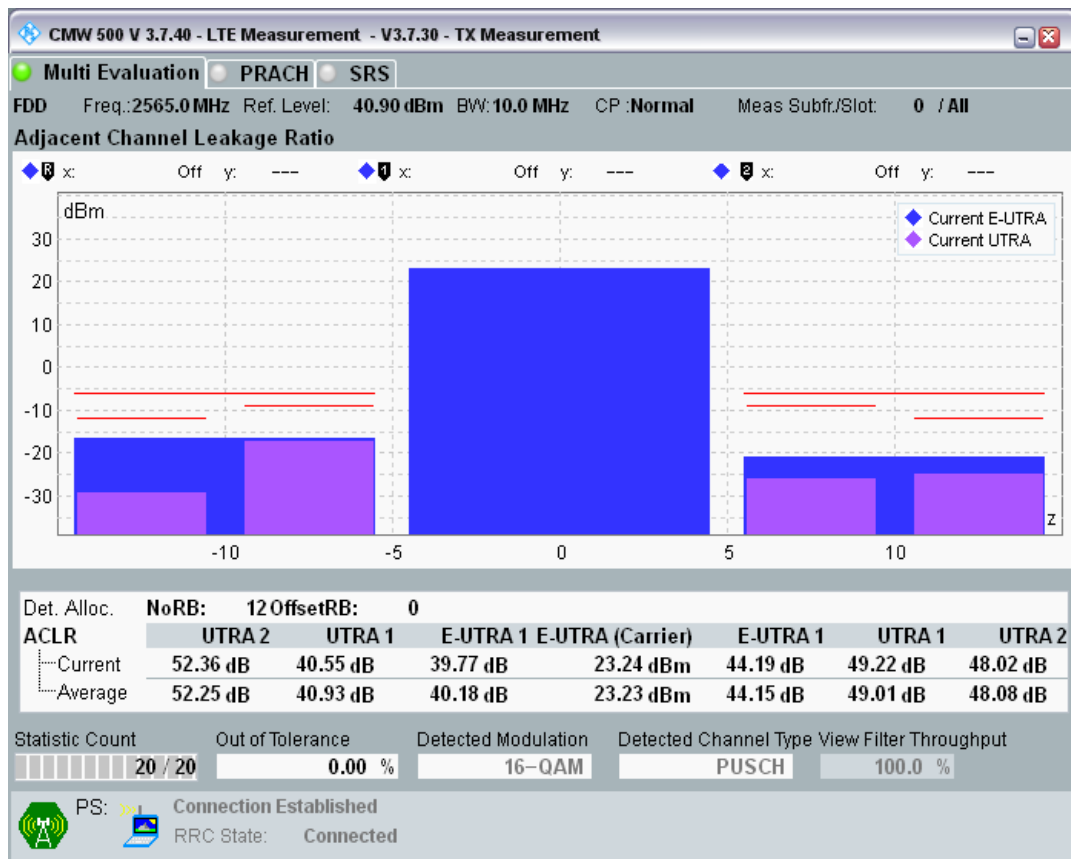 CMW 500 V 3.7.40 - LTE Measurement - V3.7.30 - TX Measurement
Multi Evaluation PRACH SRS
FDD Freq.:2565.0 MHz Ref. Level: 40.90 dBm BW:10.0 MHz CP :Normal Meas Subfr./Slot: 0 / All
Adjacent Channel Leakage Ratio
R x: Off y: --- 1 x: Off y: --- 2 x: Off y: ---
dBm
Current E-UTRA
Current UTRA
30
20
10
0
-10
-20
-30
z
-10 -5 0 5 10
Det. Alloc. NoRB: 12 OffsetRB: 0
ACLR UTRA 2 UTRA 1 E-UTRA 1 E-UTRA (Carrier) E-UTRA 1 UTRA 1 UTRA 2
Current 52.36 dB 40.55 dB 39.77 dB 23.24 dBm 44.19 dB 49.22 dB 48.02 dB
Average 52.25 dB 40.93 dB 40.18 dB 23.23 dBm 44.15 dB 49.01 dB 48.08 dB
Statistic Count Out of Tolerance Detected Modulation Detected Channel Type View Filter Throughput
20 / 20 0.00 % 16-QAM PUSCH 100.0 %
PS: Connection Established
RRC State: Connected